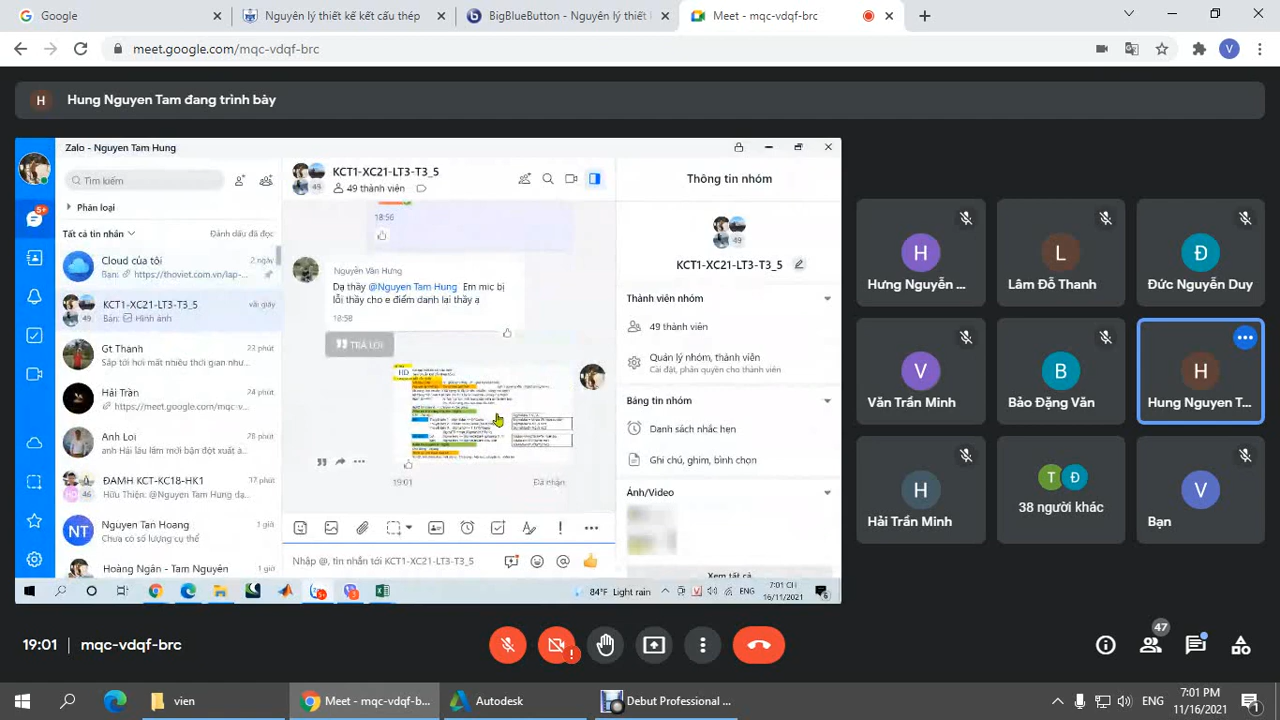 Google
Nguyên lý thiết kế kết cấu thép
BigBlueButton - Nguyên lý thiết
Meet - mqc-vdqf-brc
meet.google.com/mqc-vdqf-brc
V
H
Hung Nguyen Tam đang trình bày
Zalo - Nguyen Tam Hung
Tìm kiếm
Phân loại
Tất cả tin nhắn
Đánh dấu đã đọc
Cloud của tôi
2 ngày
Bạn: https://thoviet.com.vn/lap-...
KCT1-XC21-LT3-T3_5
vài giây
Bạn: Hình ảnh
Gt Thanh
23 phút
Sắp tới hơi mất nhiều thời gian như ...
Hải Trần
24 phút
https://meet.google.com/mq...
Anh Loi
28 phút
anh Hải mới bận đột xuất à...
ĐAMH KCT-KC18-HK1
Hữu Thiện: @Nguyen Tam Hung dạ...
NT
Nguyen Tan Hoang
1 giờ
Chưa có số lượng cụ thể
Hoàng Ngân - Tam - Nguyên
1 giờ
5+
KCT1-XC21-LT3-T3_5
49
49 thành viên
18:56
Nguyễn Văn Hưng
Dạ thầy @Nguyen Tam Hung Em mic bị
lỗi thầy cho e điểm danh lại thầy ạ
18:58
TRẢ LỜI
HD
19:01
Đã nhận
Nhập @, tin nhắn tới KCT1-XC21-LT3-T3_5
Thông tin nhóm
49
KCT1-XC21-LT3-T3_5
Thành viên nhóm
49 thành viên
Quản lý nhóm, thành viên
Cài đặt, phân quyền cho thành viên
Bảng tin nhóm
Danh sách nhắc hẹn
Ghi chú, ghim, bình chọn
Ảnh/Video
Xem tất cả
84°F Light rain
ENG
7:01 CH
16/11/2021
6
H
Hưng Nguyễn ...
L
Lâm Đỗ Thanh
Đ
Đức Nguyễn Duy
V
Văn Trần Minh
B
Bảo Đặng Văn
H
Hung Nguyen T...
H
Hải Trần Minh
T
Đ
38 người khác
V
Bạn
19:01
mqc-vdqf-brc
47
vien
Meet - mqc-vdqf-b...
Autodesk
Debut Professional ...
ENG
7:01 PM
11/16/2021
1